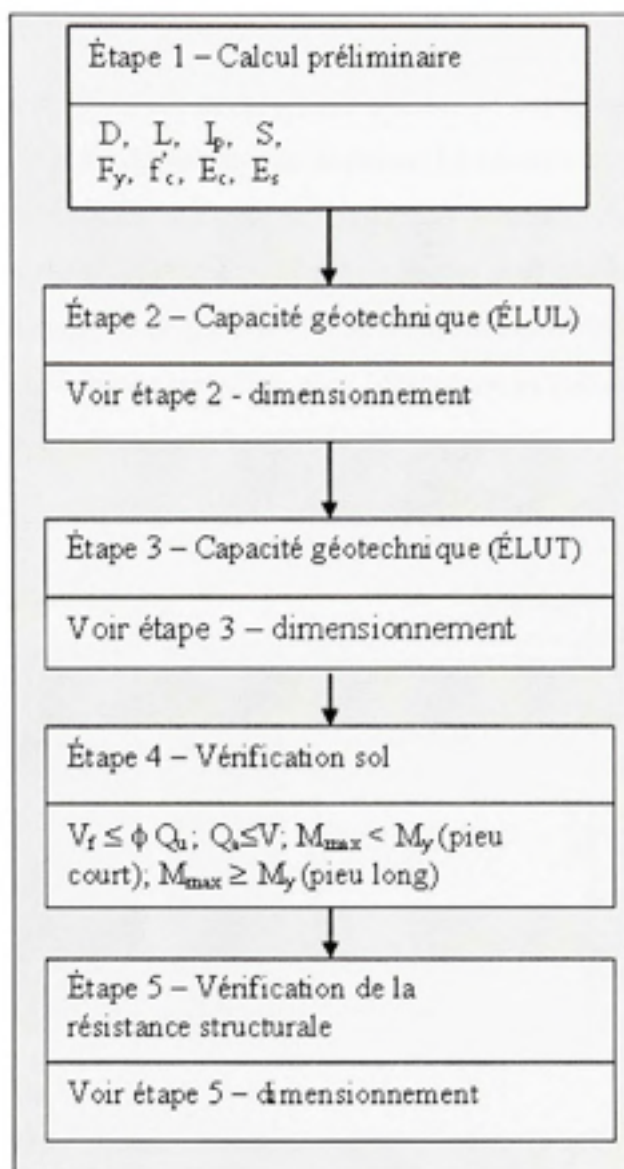 Étape 1 – Calcul préliminaire
D, L, Ip, S,
Fy, f'c, Ec, Es
Étape 2 – Capacité géotechnique (ÉLUL)
Voir étape 2 - dimensionnement
Étape 3 – Capacité géotechnique (ÉLUT)
Voir étape 3 – dimensionnement
Étape 4 – Vérification sol
Vf ≤ ϕ Qu; Qa≤V; Mmax < My (pieu
court); Mmax ≥ My (pieu long)
Étape 5 – Vérification de la
résistance structurale
Voir étape 5 – dimensionnement